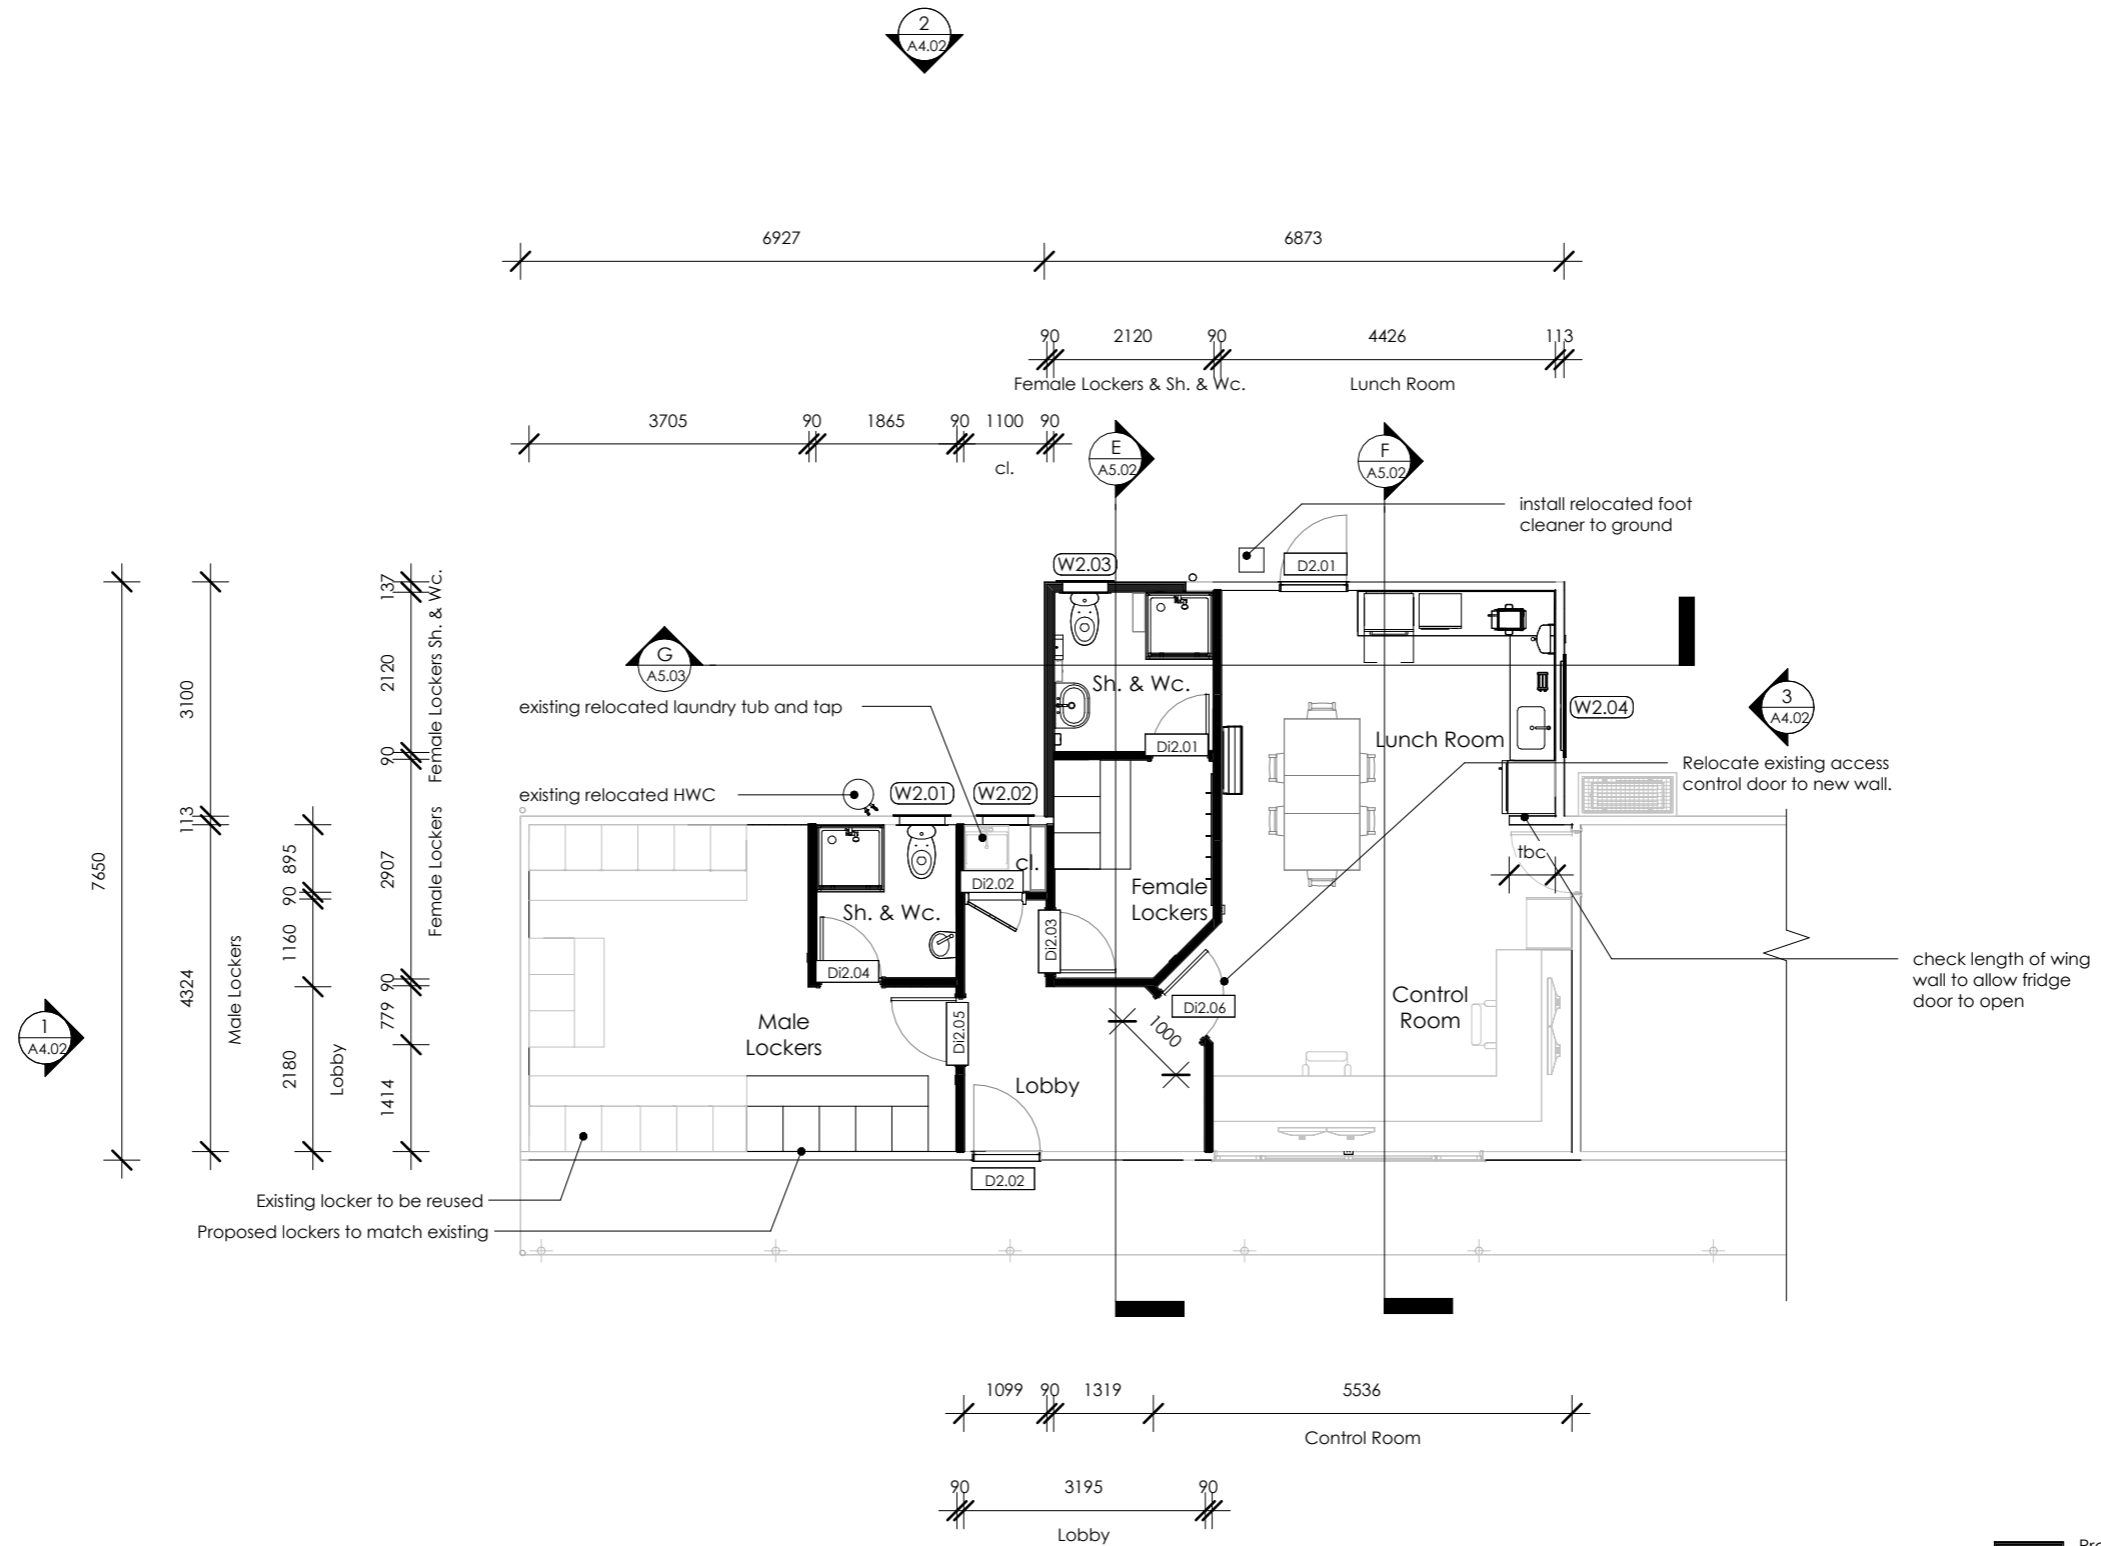 2
A4.02
6927
6873
90
2120
90
4426
113
Female Lockers & Sh. & Wc.
Lunch Room
3705
90
1865
90
1100
90
cl.
E
A5.02
F
A5.02
install relocated foot
cleaner to ground
W2.03
D2.01
137
2120
90
2907
90
779
1414
Female Lockers Sh. & Wc.
Female Lockers
3100
113
4324
Male Lockers
7650
895
90
1160
2180
Lobby
G
A5.03
existing relocated laundry tub and tap
Sh. & Wc.
Di2.01
W2.04
3
A4.02
Lunch Room
Relocate existing access
control door to new wall.
existing relocated HWC
W2.01
W2.02
cl.
Di2.02
tbc
Female
Lockers
Sh. & Wc.
Di2.03
Di2.04
check length of wing
wall to allow fridge
door to open
Control
Room
Di2.06
1000
1
A4.02
Male
Lockers
Di2.05
Lobby
D2.02
Existing locker to be reused
Proposed lockers to match existing
1099
90
1319
5536
Control Room
90
3195
90
Lobby